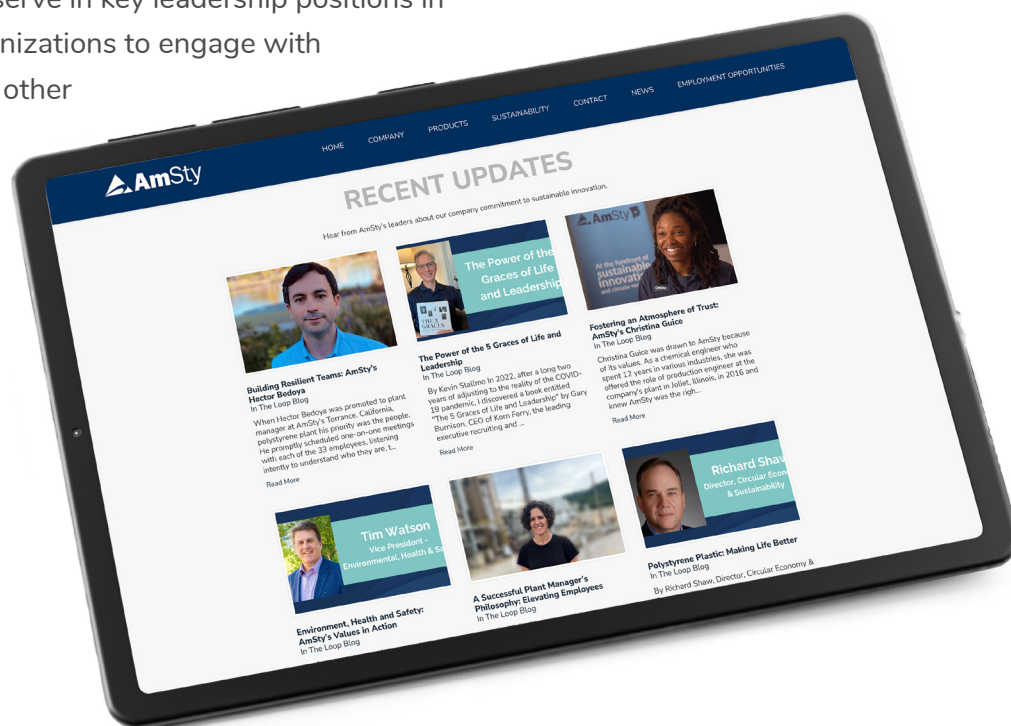 serve in key leadership positions in
nizations to engage with
other
AmSty
HOME
COMPANY
PRODUCTS
SUSTAINABILITY
CONTACT
NEWS
EMPLOYMENT OPPORTUNITIES
RECENT UPDATES
Hear from AmSty's leaders about our company commitment to sustainable innovation.
Building Resilient Teams: AmSty's
Hector Bedoya
In The Loop Blog
When Hector Bedoya was promoted to plant
manager at AmSty's Torrance, California,
polystyrene plant his priority was the people.
He promptly scheduled one-on-one meetings
with each of the 33 employees, listening
intently to understand who they are, t...
Read More
THE 5
GRACES
The Power of the
Graces of Life
and Leadership
The Power of the 5 Graces of Life and
Leadership
In The Loop Blog
By Kevin Stallmo In 2022, after a long two
years of adjusting to the reality of the COVID-
19 pandemic, I discovered a book entitled
"The 5 Graces of Life and Leadership" by Gary
Burnison, CEO of Korn Ferry, the leading
executive recruiting and ...
Read More
AmSty
At the forefront of
sustainable
innovati
and circular re
Fostering an Atmosphere of Trust:
AmSty's Christina Guice
In The Loop Blog
Christina Guice was drawn to AmSty because
of its values. As a chemical engineer who
spent 12 years in various industries, she was
offered the role of production engineer at the
company's plant in Joliet, Illinois, in 2016 and
knew AmSty was the righ...
Read More
Tim Watson
Vice President -
Environmental, Health & Sa
Environment, Health and Safety:
AmSty's Values in Action
In The Loop Blog
A Successful Plant Manager's
Philosophy: Elevating Employees
In The Loop Blog
Richard Shaw
Director, Circular Econ
& Sustainability
Polystyrene Plastic: Making Life Better
In The Loop Blog
By Richard Shaw, Director, Circular Economy &